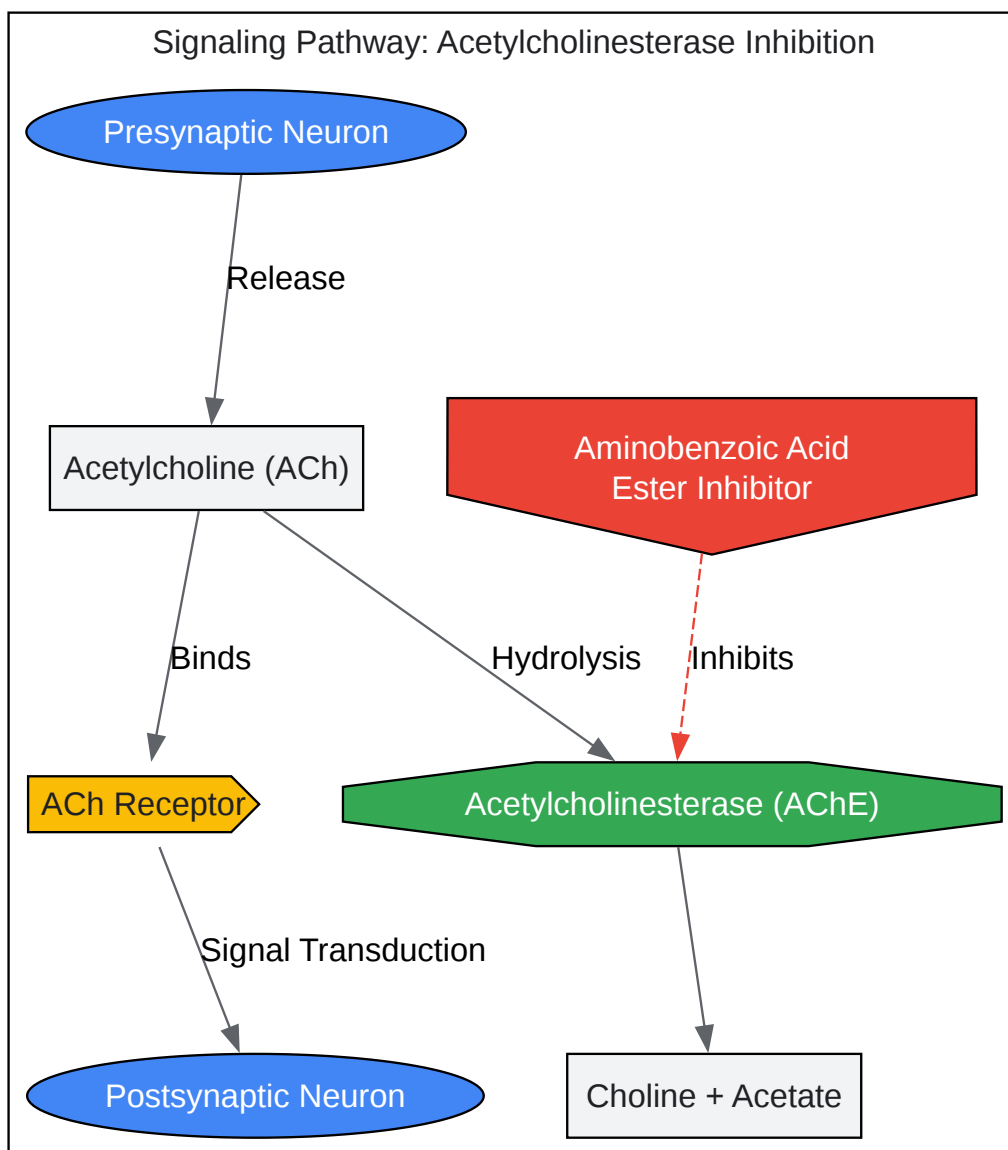 Signaling Pathway: Acetylcholinesterase Inhibition
Presynaptic Neuron
Release
Acetylcholine (ACh)
Aminobenzoic Acid
Ester Inhibitor
Binds
Hydrolysis
Inhibits
ACh Receptor
Acetylcholinesterase (AChE)
Signal Transduction
Postsynaptic Neuron
Choline + Acetate